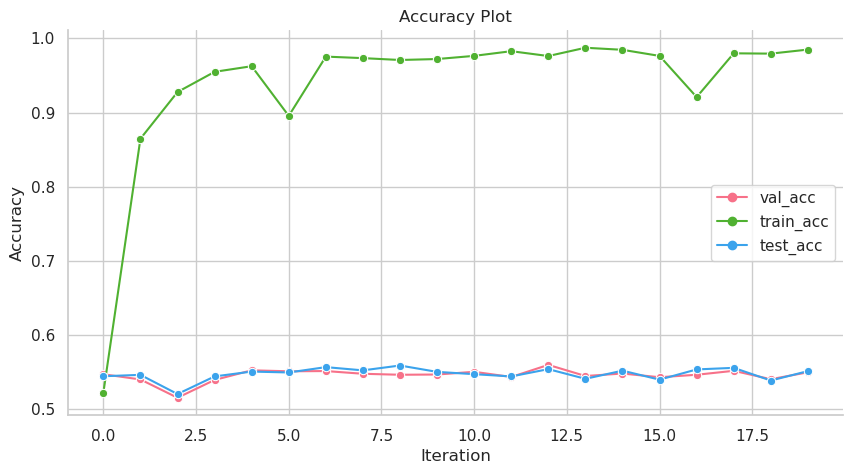 Accuracy Plot
1.0
0.9
0.8
0.7
0.6
0.5
Accuracy
val_acc
train_acc
test_acc
0.0 2.5 5.0 7.5 10.0 12.5 15.0 17.5
Iteration